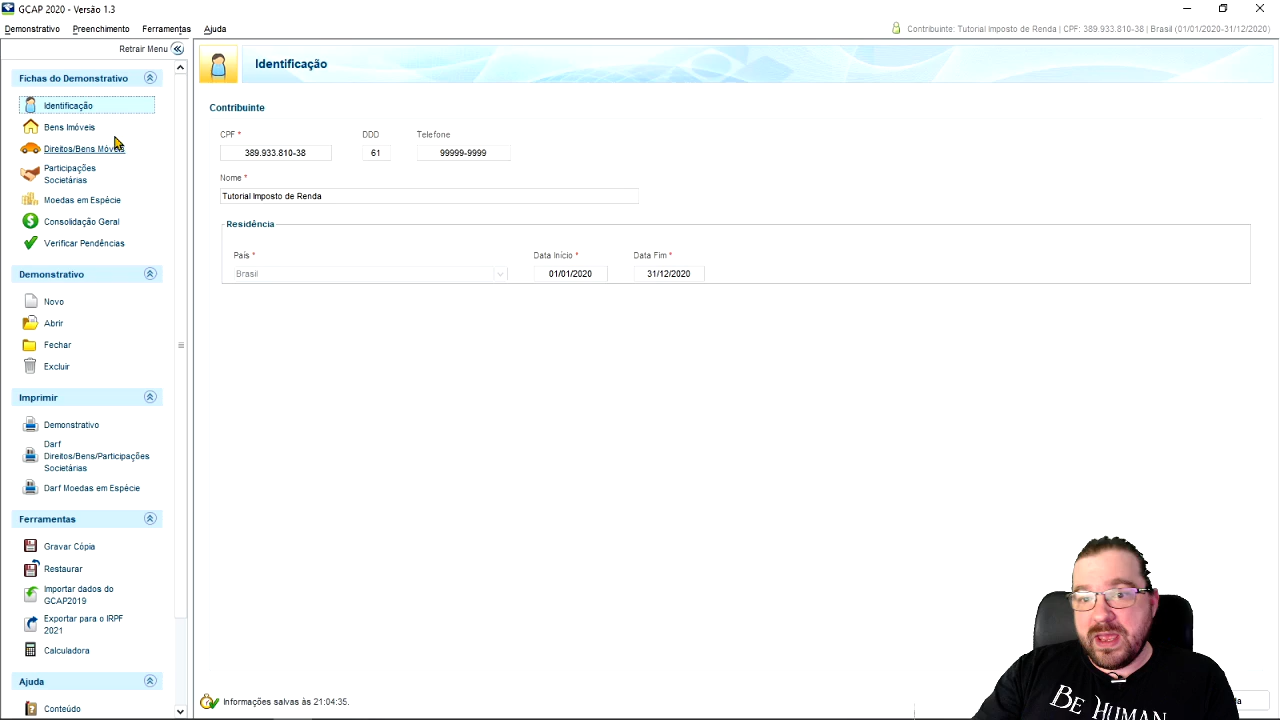 GCAP 2020 - Versão 1.3
Demonstrativo Preenchimento Ferramentas Ajuda
Contribuinte: Tutorial Imposto de Renda | CPF: 389.933.810-38 | Brasil (01/01/2020-31/12/2020)
Retrair Menu
Fichas do Demonstrativo
Identificação
Bens Imóveis
Direitos/Bens Móveis
Participações
Societárias
Moedas em Espécie
Consolidação Geral
Verificar Pendências
Demonstrativo
Novo
Abrir
Fechar
Excluir
Imprimir
Demonstrativo
Darf
Direitos/Bens/Participações
Societárias
Darf Moedas em Espécie
Ferramentas
Gravar Cópia
Restaurar
Importar dados do
GCAP2019
Exportar para o IRPF
2021
Calculadora
Ajuda
Conteúdo
Identificação
Contribuinte
CPF * DDD Telefone
389.933.810-38 61 99999-9999
Nome *
Tutorial Imposto de Renda
Residência
País * Data Início * Data Fim *
Brasil 01/01/2020 31/12/2020
Informações salvas às 21:04:35.
BE HUMAN